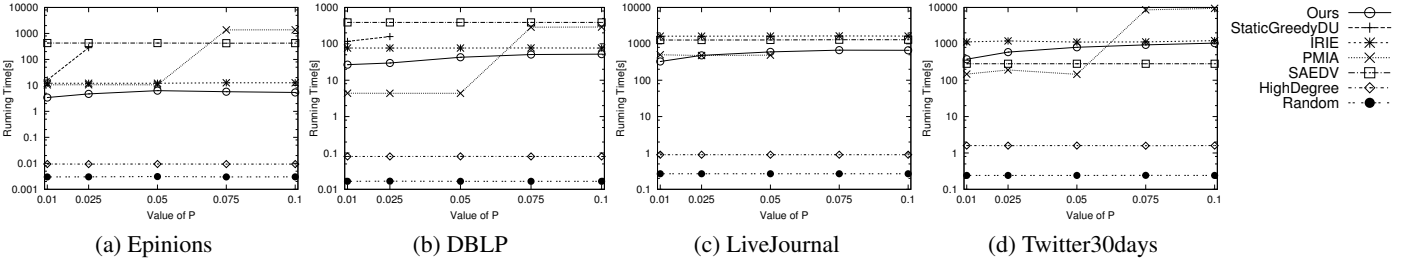 10000
1000
100
10
1
0.1
0.01
0.001
Running Time[s]
0.01 0.025 0.05 0.075 0.1
Value of P
(a) Epinions
1000
100
10
1
0.1
0.01
Running Time[s]
0.01 0.025 0.05 0.075 0.1
Value of P
(b) DBLP
10000
1000
100
10
1
0.1
Running Time[s]
0.01 0.025 0.05 0.075 0.1
Value of P
(c) LiveJournal
10000
1000
100
10
1
0.1
Running Time[s]
0.01 0.025 0.05 0.075 0.1
Value of P
(d) Twitter30days
Ours
StaticGreedyDU
IRIE
PMIA
SAEDV
HighDegree
Random